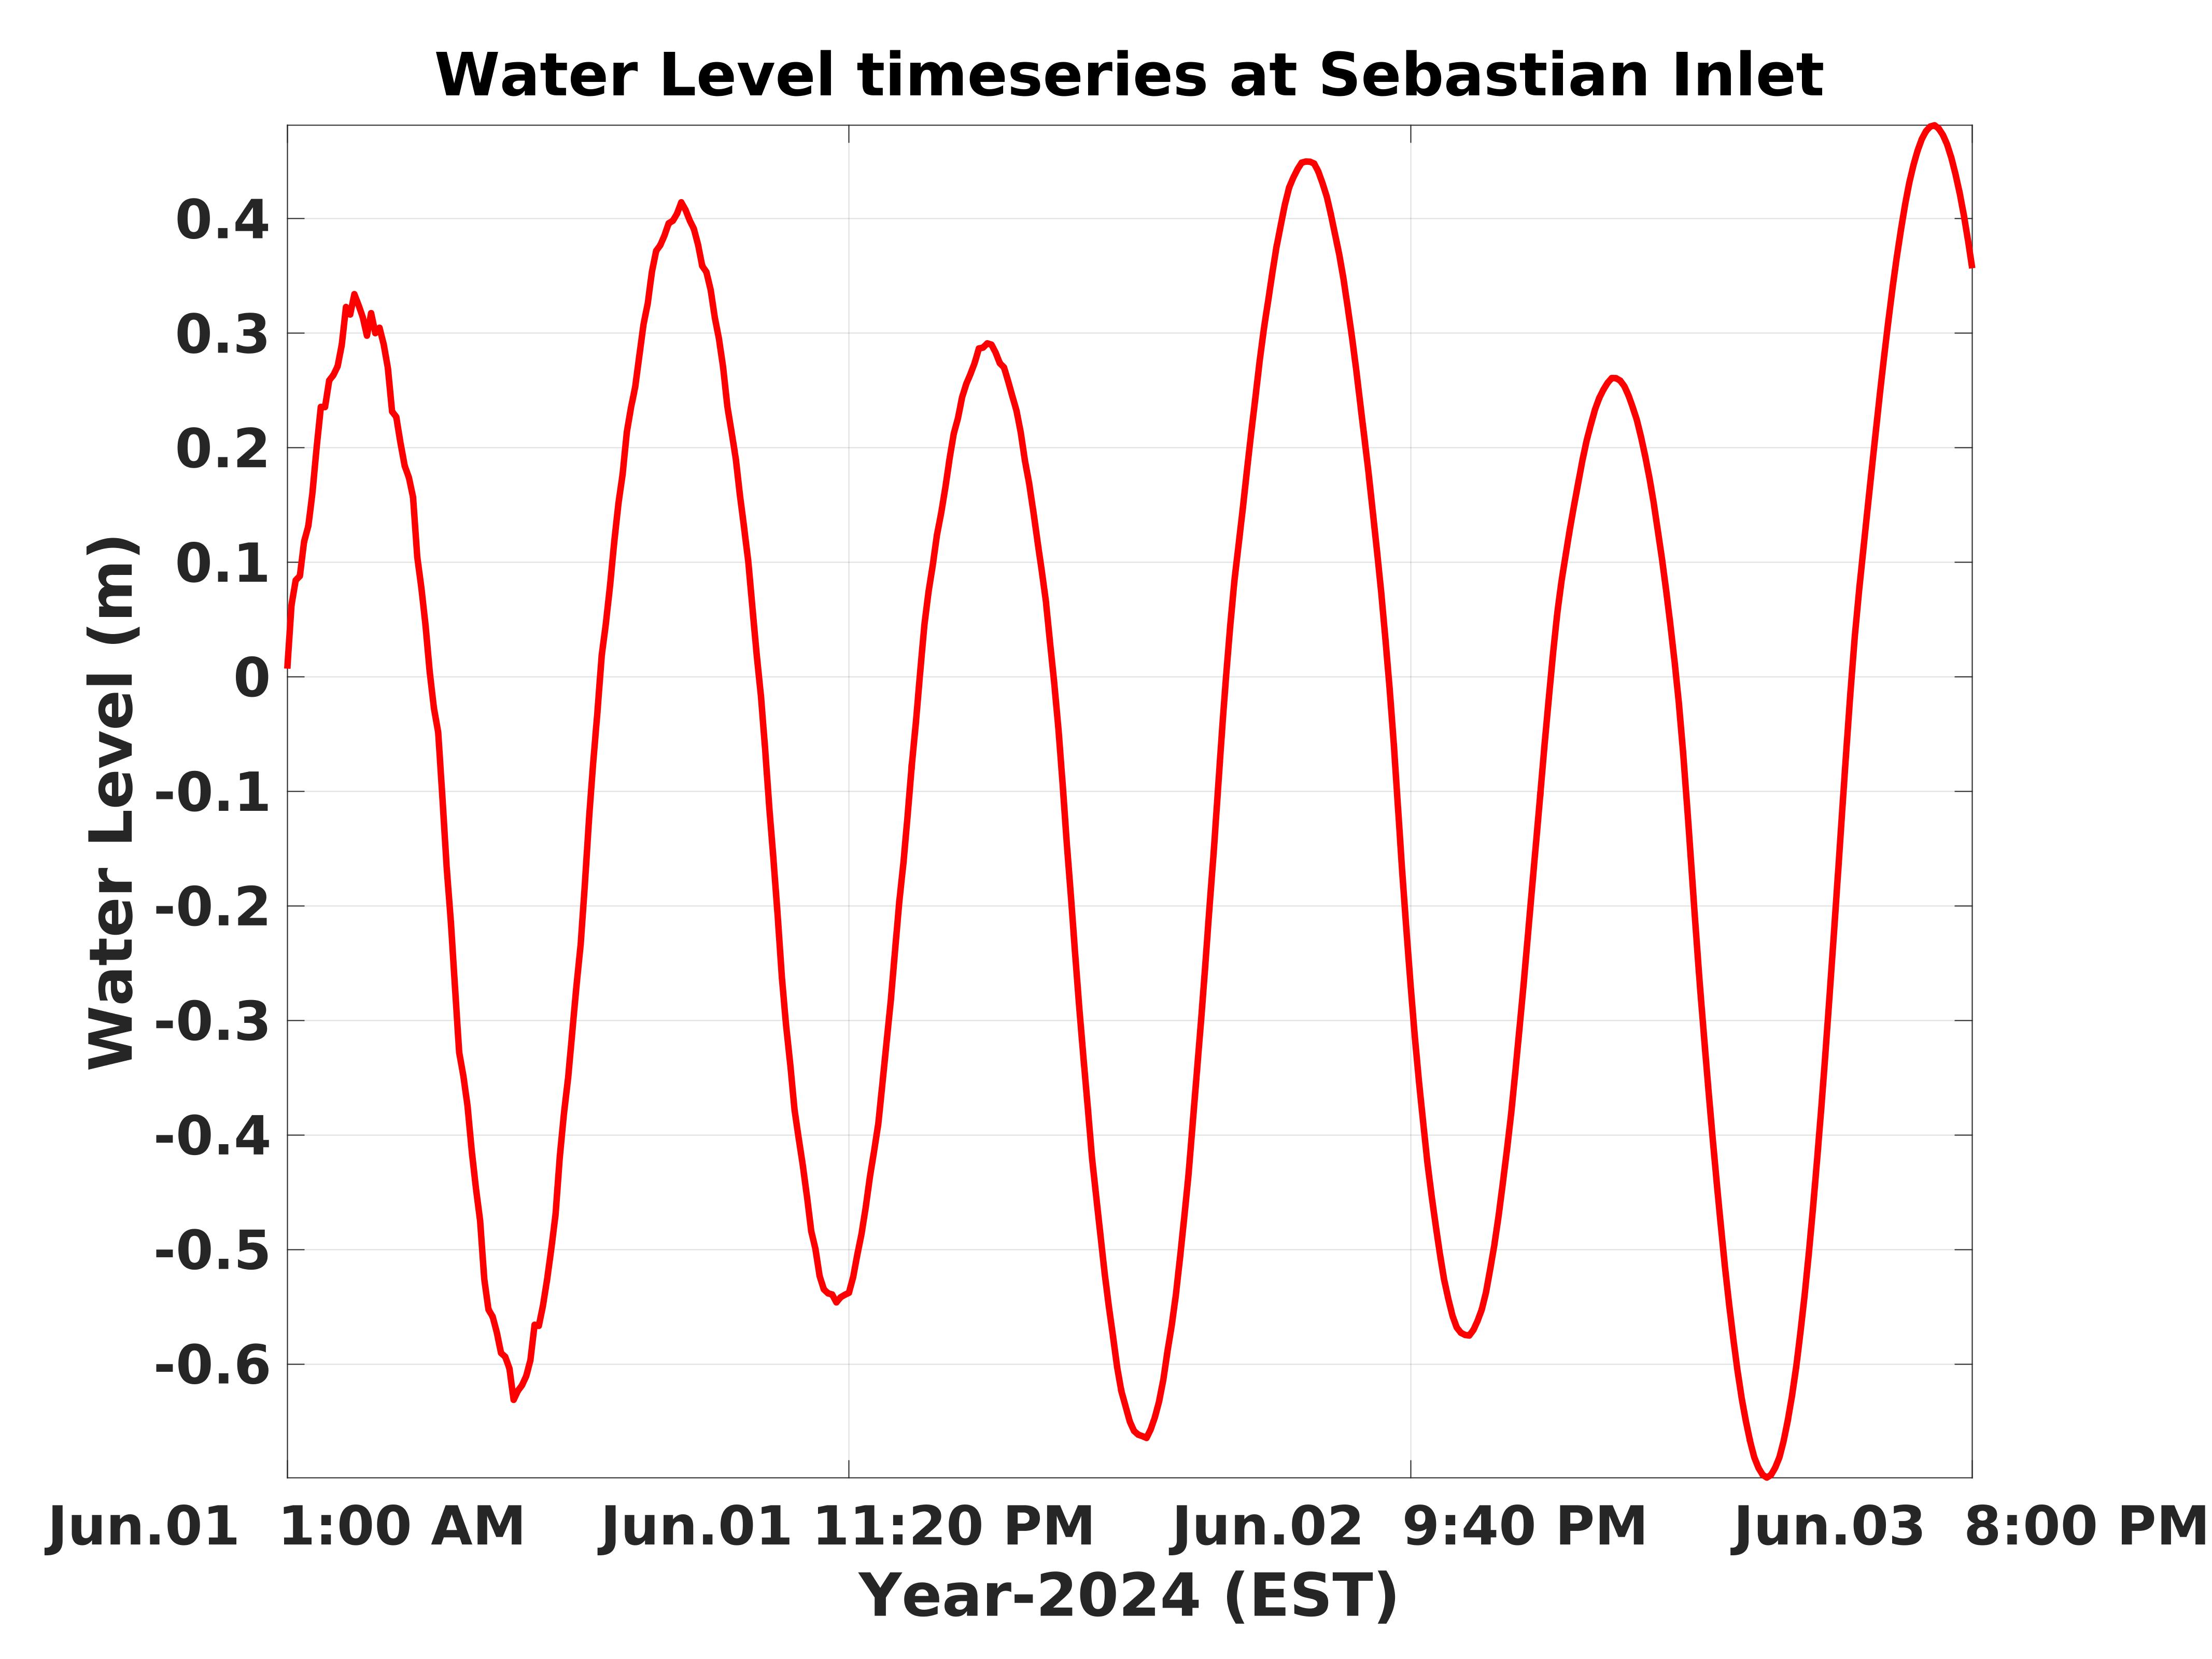 Water Level timeseries at Sebastian Inlet
0.4
0.3
0.2
0.1
0
-0.1
-0.2
-0.3
-0.4
-0.5
-0.6
Water Level (m)
Jun.01 1:00 AM
Jun.01 11:20 PM
Jun.02 9:40 PM
Jun.03 8:00 PM
Year-2024 (EST)